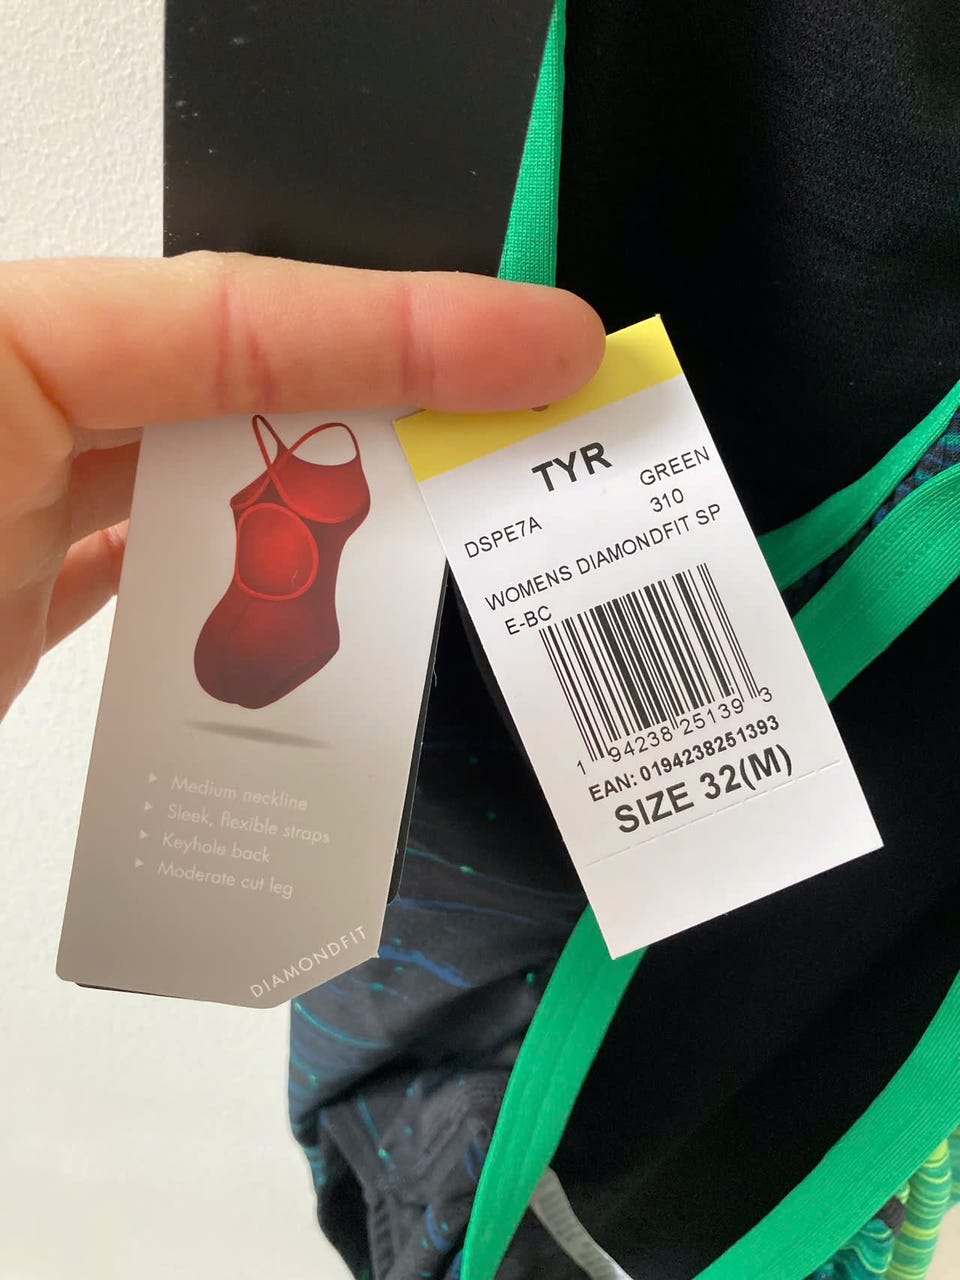 Medium neckline
Sleek, flexible straps
Keyhole back
Moderate cut leg
DIAMONDFIT
TYR
DSPE7A GREEN
310
WOMENS DIAMONDFIT SP
E-BC
1 94238 25139 3
EAN: 0194238251393
SIZE 32(M)